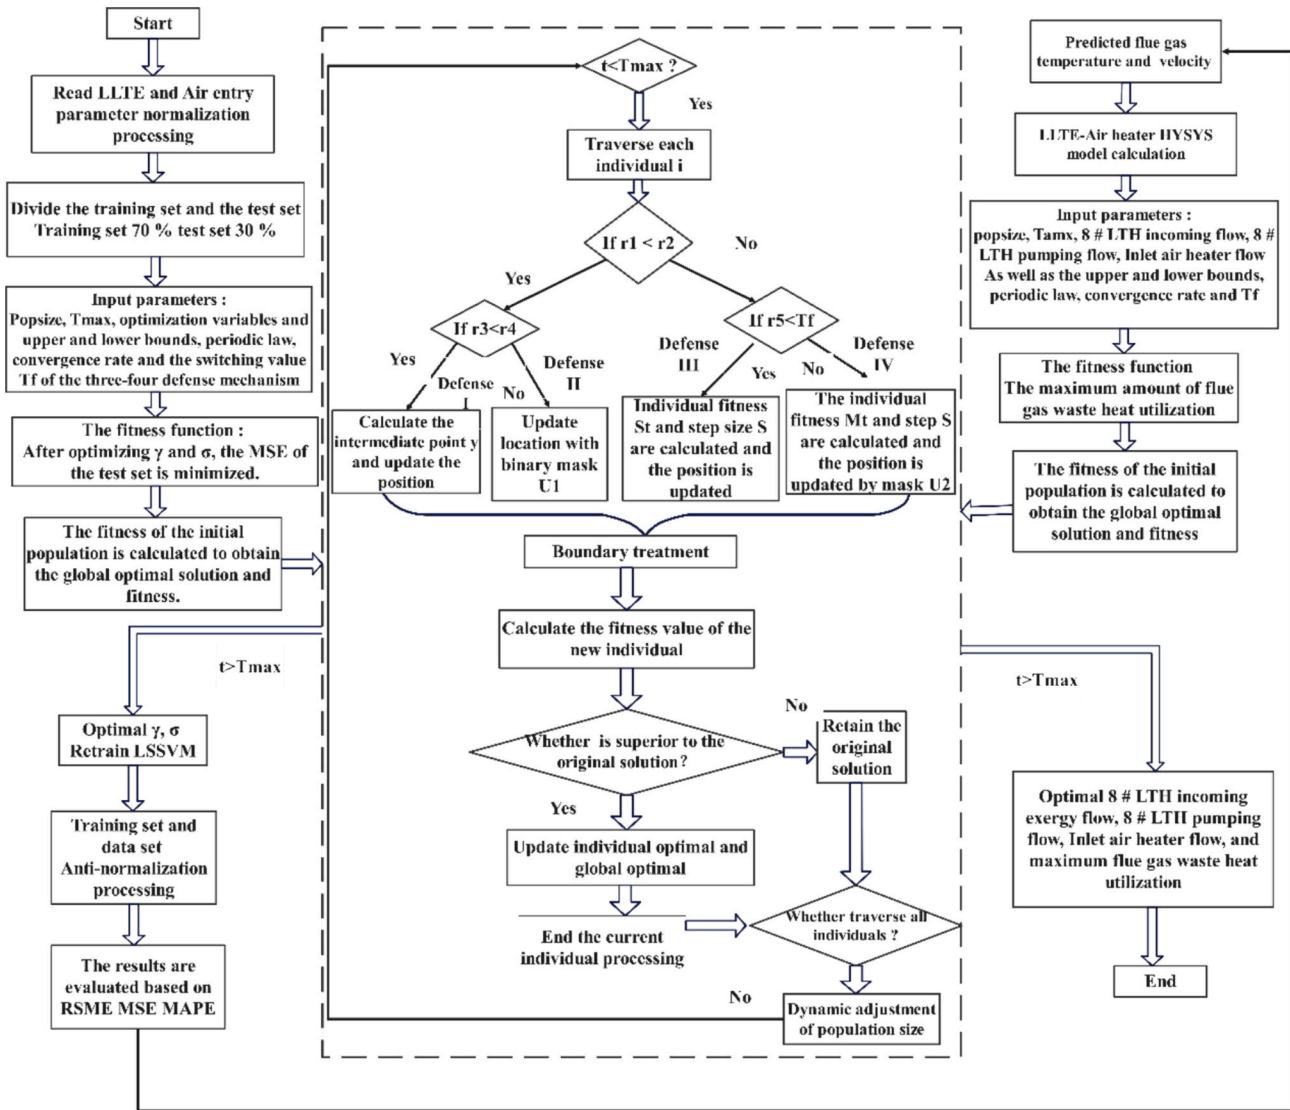 Start
Read LLTE and Air entry
parameter normalization
processing
Divide the training set and the test set
Training set 70 % test set 30 %
Input parameters :
Popsize, Tmax, optimization variables and
upper and lower bounds, periodic law,
convergence rate and the switching value
Tf of the three-four defense mechanism
The fitness function :
After optimizing γ and σ, the MSE of
the test set is minimized.
The fitness of the initial
population is calculated to obtain
the global optimal solution and
fitness.
t>Tmax
Optimal γ, σ
Retrain LSSVM
Training set and
data set
Anti-normalization
processing
The results are
evaluated based on
RSME MSE MAPE
t<Tmax ?
Yes
Traverse each
individual i
If r1 < r2
No
Yes
If r3<r4
If r5<Tf
Yes
Defense
I
No
Defense
II
Defense
III
Yes
No
Defense
IV
Calculate the
intermediate point y
and update the
position
Update
location with
binary mask
U1
Individual fitness
St and step size S
are calculated and
the position is
updated
The individual
fitness Mt and step S
are calculated and
the position is
updated by mask U2
Boundary treatment
Calculate the fitness value of the
new individual
Whether is superior to the
original solution?
No
Retain the
original
solution
Yes
Update individual optimal and
global optimal
End the current
individual processing
Whether traverse all
individuals ?
No
Dynamic adjustment
of population size
Predicted flue gas
temperature and velocity
LLTE-Air heater HYSYS
model calculation
Input parameters :
popsize, Tamx, 8 # LTH incoming flow, 8 #
LTH pumping flow, Inlet air heater flow
As well as the upper and lower bounds,
periodic law, convergence rate and Tf
The fitness function
The maximum amount of flue
gas waste heat utilization
The fitness of the initial
population is calculated to
obtain the global optimal
solution and fitness
t>Tmax
Optimal 8 # LTH incoming
exergy flow, 8 # LTH pumping
flow, Inlet air heater flow, and
maximum flue gas waste heat
utilization
End